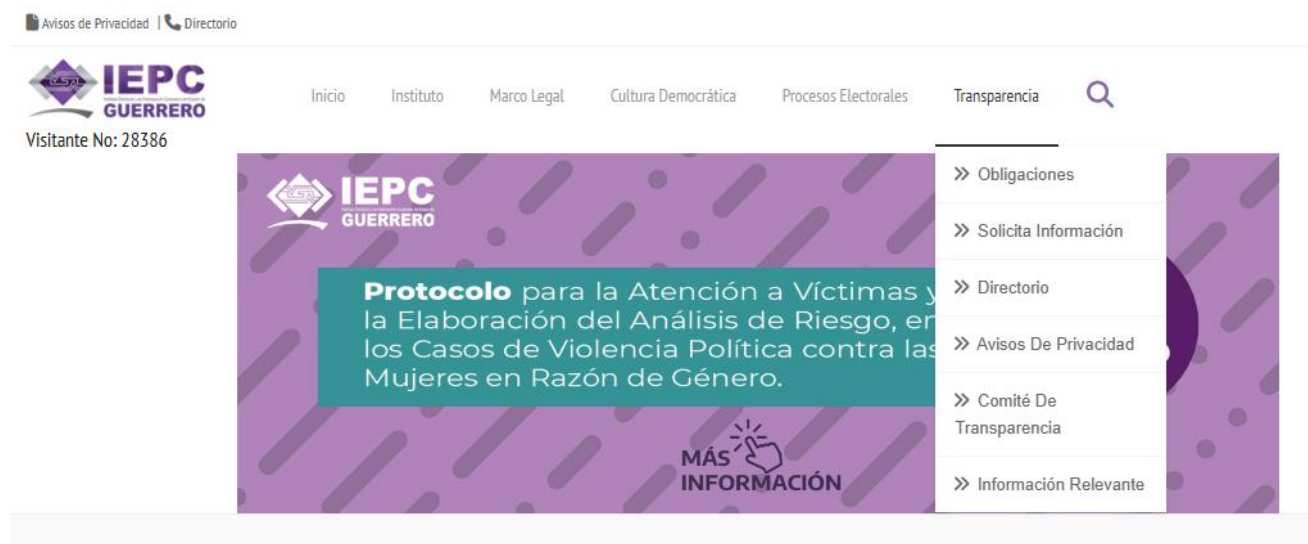 Avisos de Privacidad | Directorio
IEPC
GUERRERO
Visitante No: 28386
Inicio Instituto Marco Legal Cultura Democrática Procesos Electorales Transparencia
IEPC
GUERRERO
Protocolo para la Atención a Víctimas y
la Elaboración del Análisis de Riesgo, en
los Casos de Violencia Política contra las
Mujeres en Razón de Género.
MÁS
INFORMACIÓN
» Obligaciones
» Solicita Información
» Directorio
» Avisos De Privacidad
» Comité De
Transparencia
» Información Relevante